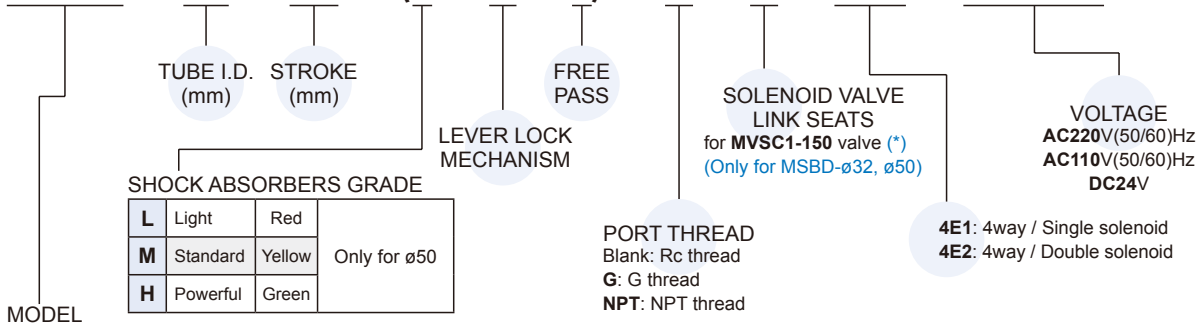 TUBE I.D.
(mm)
STROKE
(mm)
FREE
PASS
LEVER LOCK
MECHANISM
SOLENOID VALVE
LINK SEATS
for MVSC1-150 valve (*)
(Only for MSBD-ø32, ø50)
VOLTAGE
AC220V(50/60)Hz
AC110V(50/60)Hz
DC24V
SHOCK ABSORBERS GRADE
L Light Red
M Standard Yellow Only for ø50
H Powerful Green
PORT THREAD
Blank: Rc thread
G: G thread
NPT: NPT thread
4E1: 4way / Single solenoid
4E2: 4way / Double solenoid
MODEL